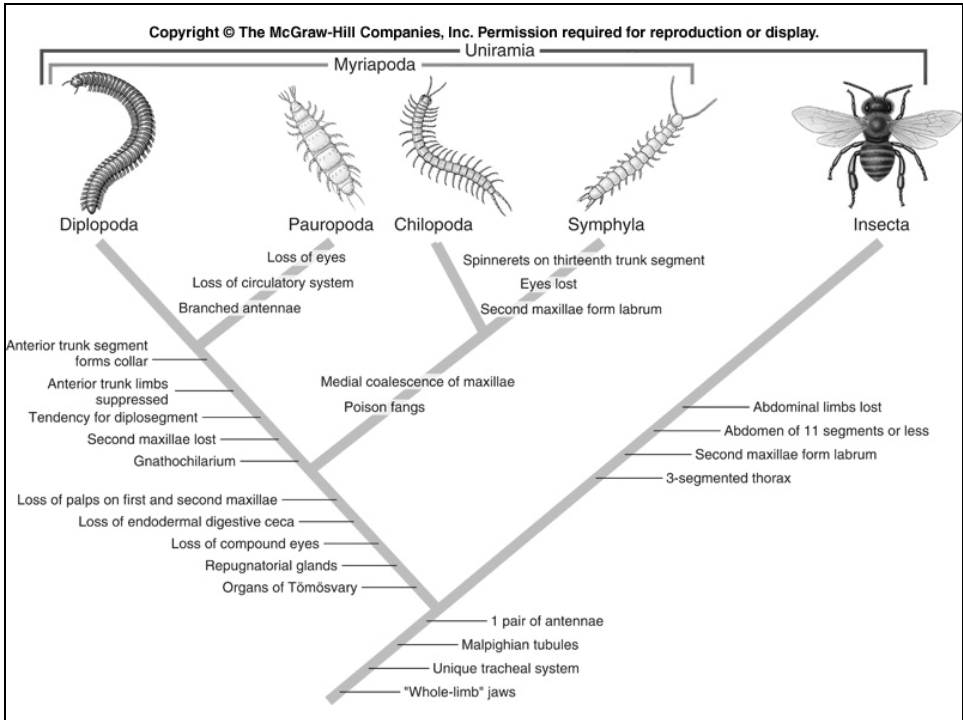 Copyright © The McGraw-Hill Companies, Inc. Permission required for reproduction or display.
Uniramia
Myriapoda
Diplopoda
Pauropoda
Chilopoda
Symphyla
Insecta
Loss of eyes
Loss of circulatory system
Branched antennae
Spinnerets on thirteenth trunk segment
Eyes lost
Second maxillae form labrum
Anterior trunk segment
forms collar
Anterior trunk limbs
suppressed
Tendency for diplosegment
Second maxillae lost
Gnathochilarium
Medial coalescence of maxillae
Poison fangs
Abdominal limbs lost
Abdomen of 11 segments or less
Second maxillae form labrum
3-segmented thorax
Loss of palps on first and second maxillae
Loss of endodermal digestive ceca
Loss of compound eyes
Repugnatorial glands
Organs of Tömösvary
1 pair of antennae
Malpighian tubules
Unique tracheal system
"Whole-limb" jaws